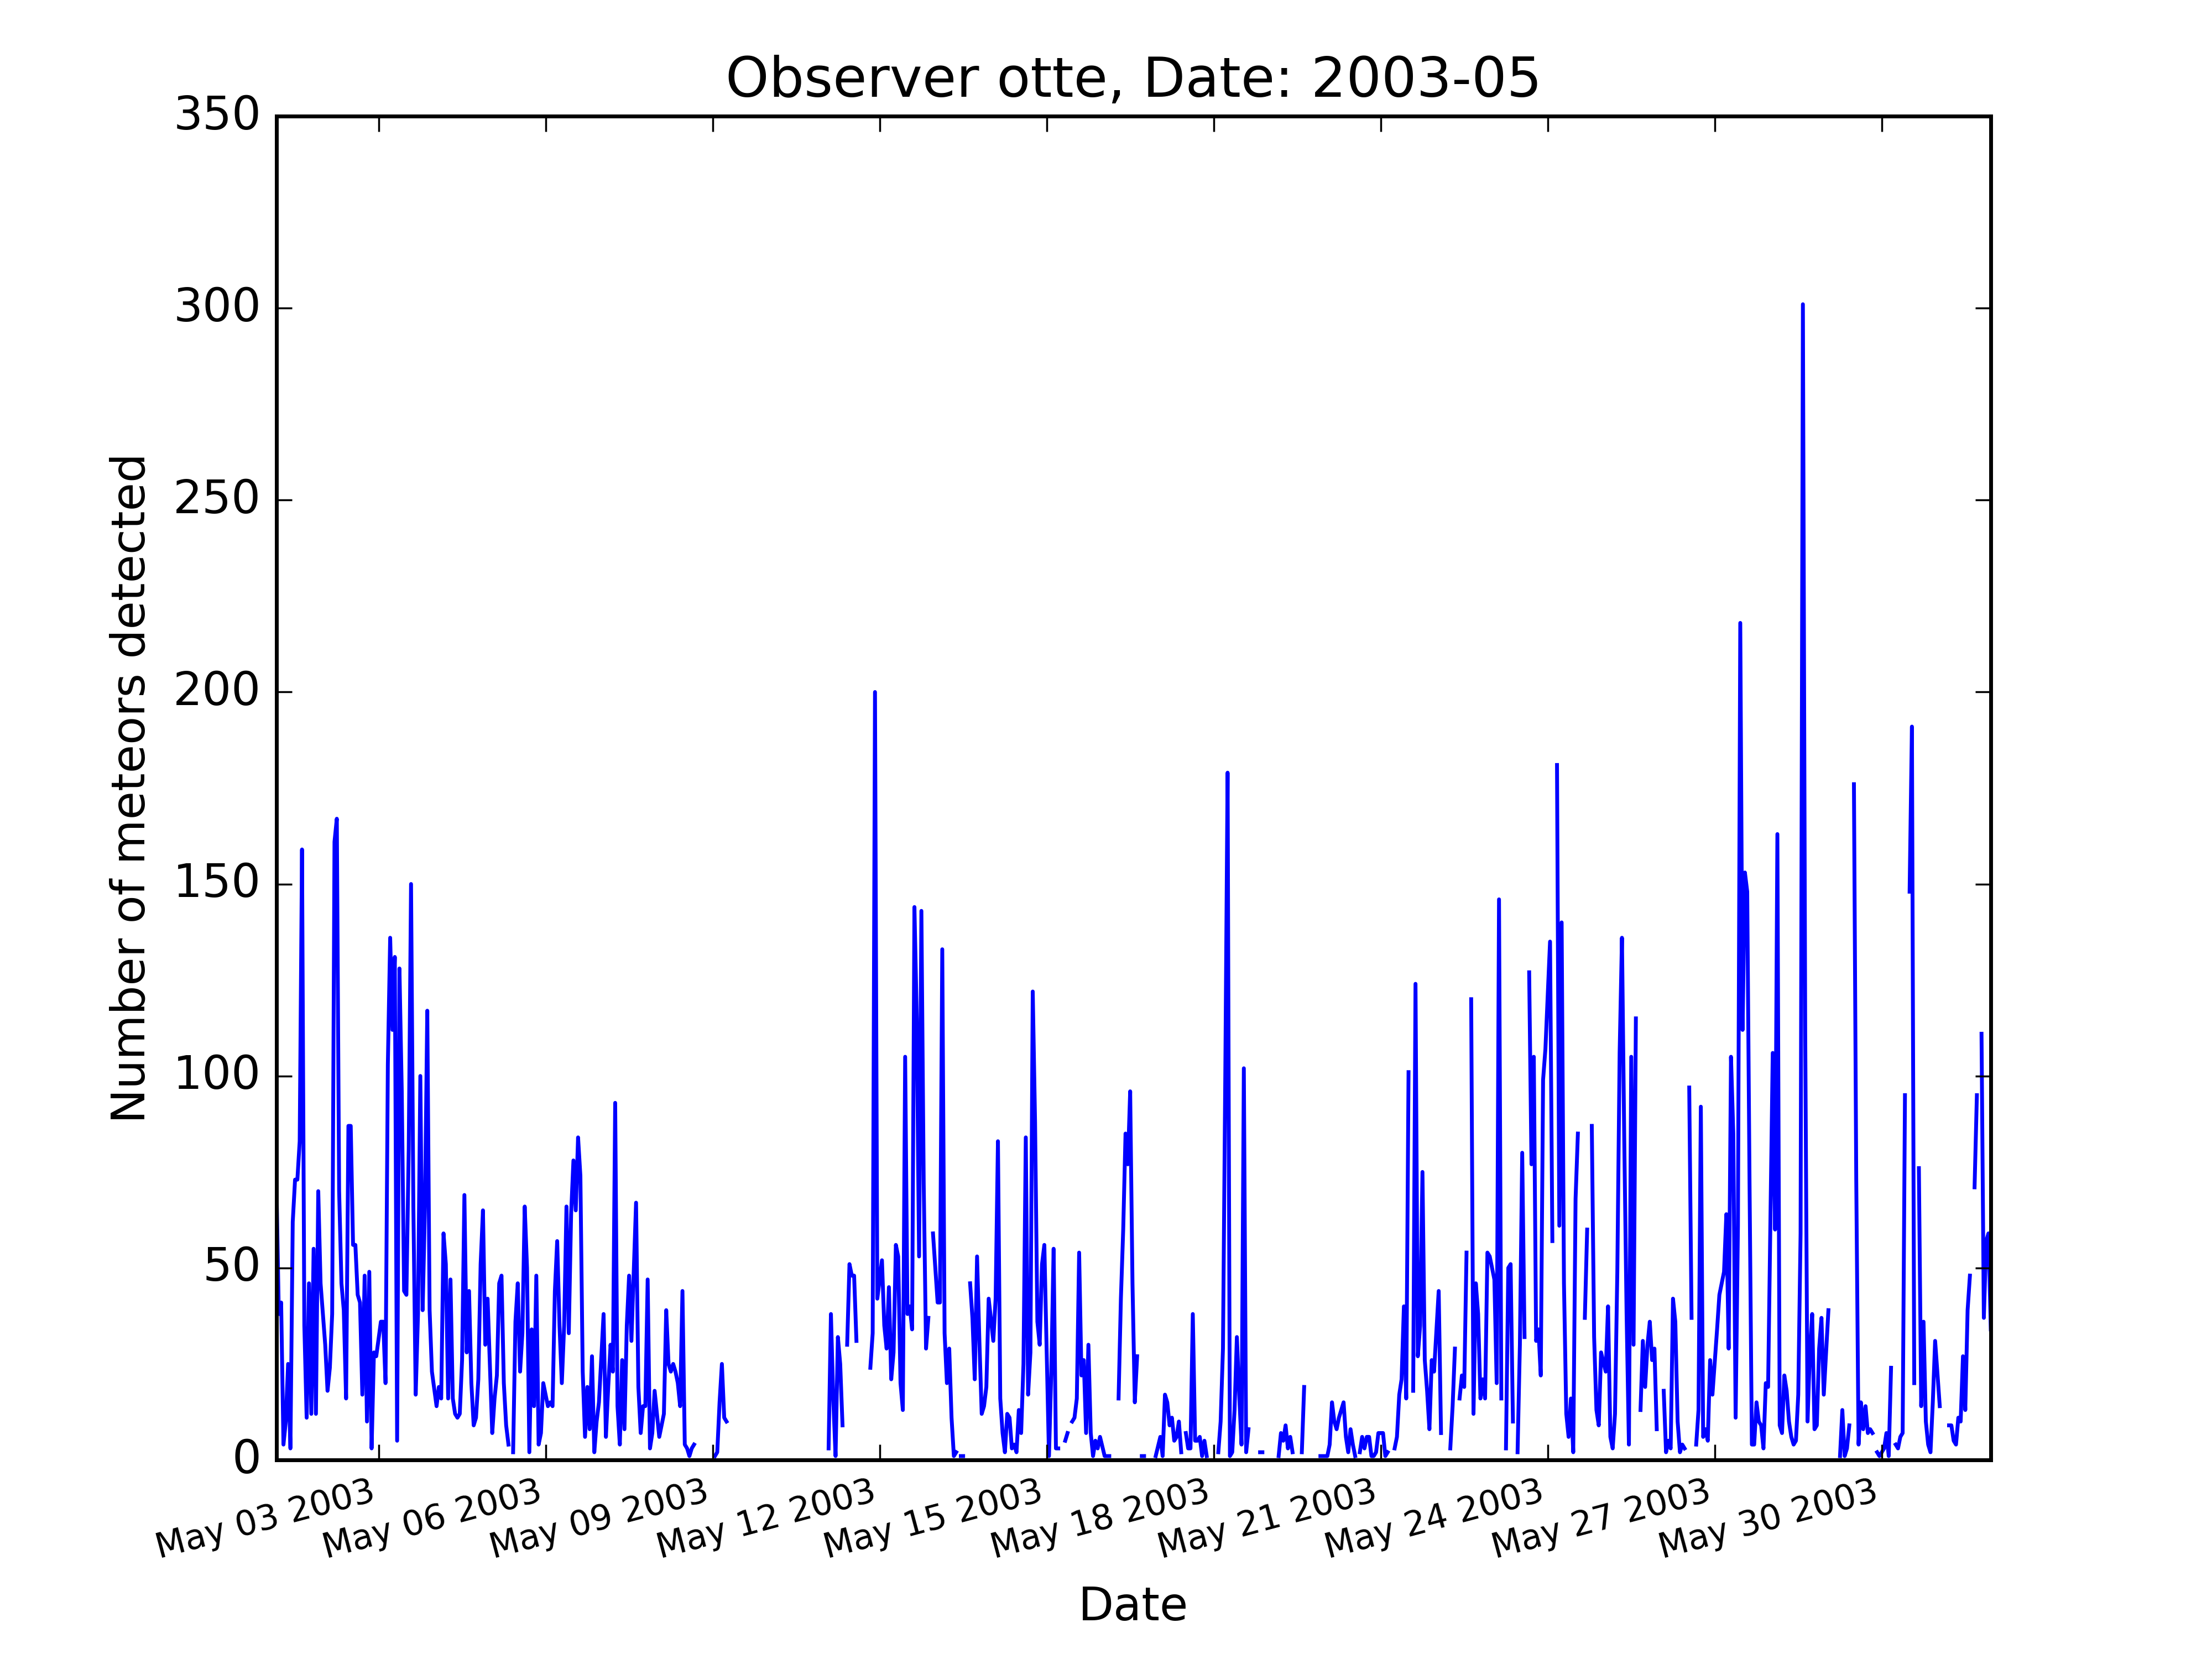 Observer otte, Date: 2003-05
350
300
250
200
150
100
50
0
Number of meteors detected
May 03 2003
May 06 2003
May 09 2003
May 12 2003
May 15 2003
May 18 2003
May 21 2003
May 24 2003
May 27 2003
May 30 2003
Date